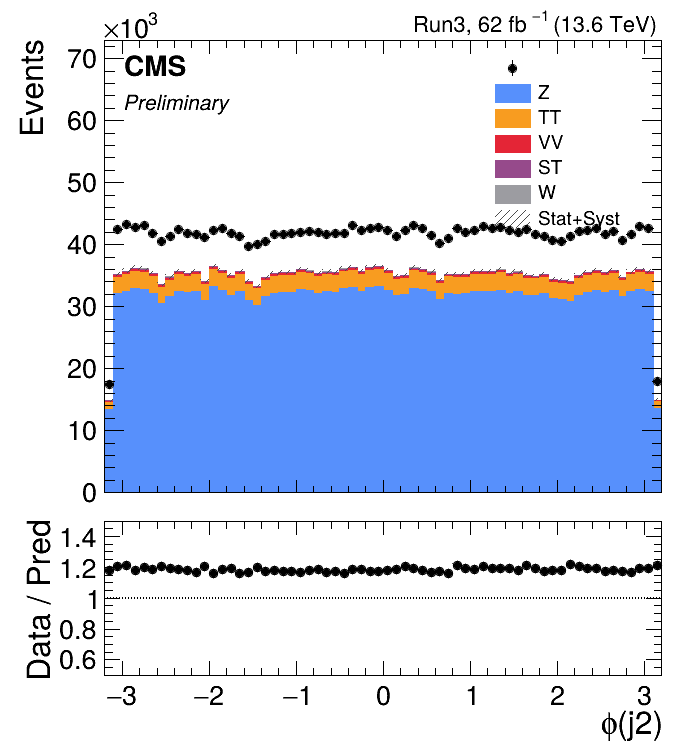 ×10³
Run3, 62 fb⁻¹ (13.6 TeV)
Events
70
60
50
40
30
20
10
0
CMS
Preliminary
Z
TT
VV
ST
W
Stat+Syst
Data / Pred
1.4
1.2
1
0.8
0.6
−3 −2 −1 0 1 2 3
ϕ(j2)